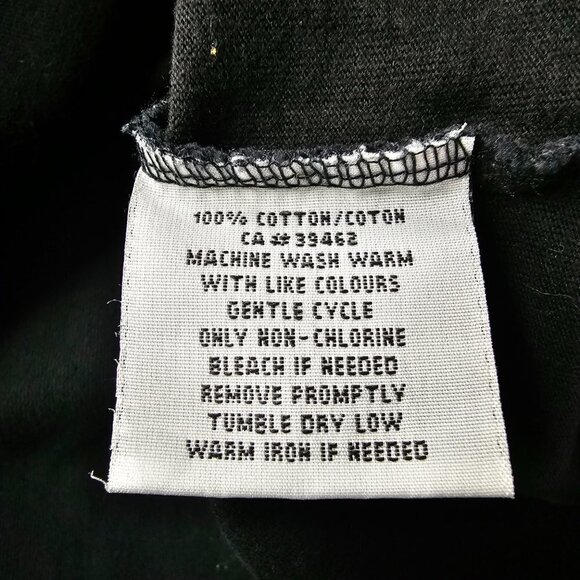 100% COTTON/COTON
CA # 39462
MACHINE WASH WARM
WITH LIKE COLOURS
GENTLE CYCLE
ONLY NON-CHLORINE
BLEACH IF NEEDED
REMOVE PROMPTLY
TUMBLE DRY LOW
WARM IRON IF NEEDED